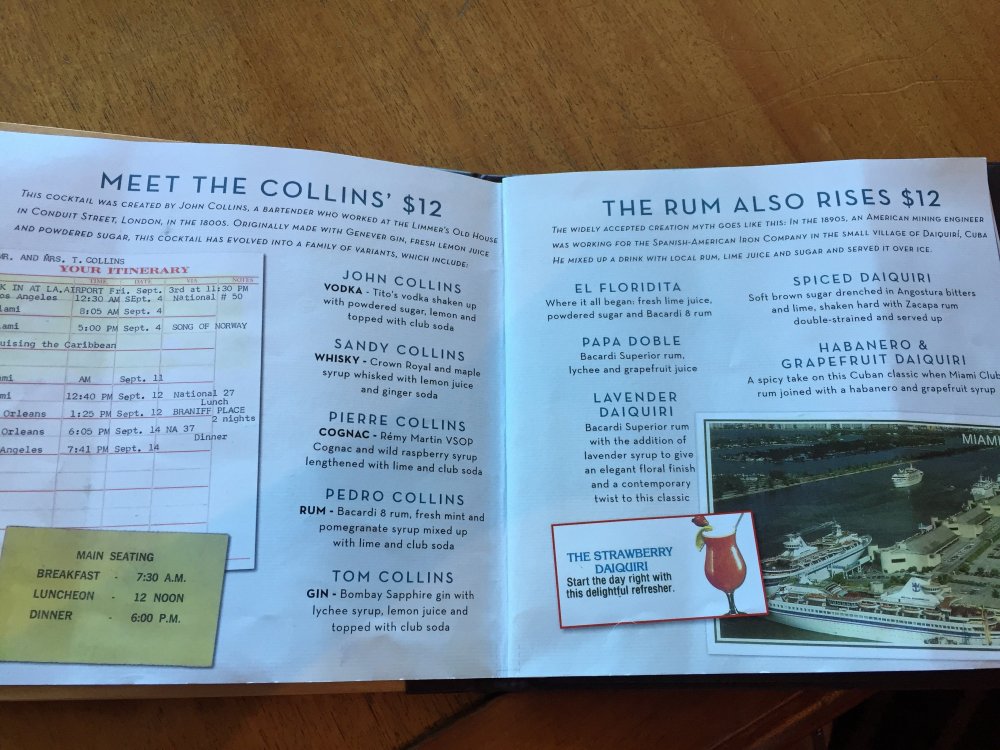 MEET THE COLLINS' $12
THIS COCKTAIL WAS CREATED BY JOHN COLLINS, A BARTENDER WHO WORKED AT THE LIMMER'S OLD HOUSE
IN CONDUIT STREET, LONDON, IN THE 1800S. ORIGINALLY MADE WITH GENEVER GIN, FRESH LEMON JUICE
AND POWDERED SUGAR, THIS COCKTAIL HAS EVOLVED INTO A FAMILY OF VARIANTS, WHICH INCLUDE:
MR. AND MRS. T. COLLINS
YOUR ITINERARY
TIME DATE VIA NOTES
K IN AT LA. AIRPORT Fri. Sept. 3rd at 11:30 PM
os Angeles 12:30 AM SEpt. 4 National # 50
iami 8:05 AM Sept. 4
iami 5:00 PM Sept. 4 SONG OF NORWAY
uising the Caribbean
mi AM Sept. 11
mi 12:40 PM Sept. 12 National 27
Lunch
Orleans 1:25 PM Sept. 12 BRANIFF PLACE
2 nights
Orleans 6:05 PM Sept. 14 NA 37
Dinner
Angeles 7:41 PM Sept. 14
MAIN SEATING
BREAKFAST - 7:30 A.M.
LUNCHEON - 12 NOON
DINNER - 6:00 P.M.
JOHN COLLINS
VODKA - Tito's vodka shaken up
with powdered sugar, lemon and
topped with club soda
SANDY COLLINS
WHISKY - Crown Royal and maple
syrup whisked with lemon juice
and ginger soda
PIERRE COLLINS
COGNAC - Rémy Martin VSOP
Cognac and wild raspberry syrup
lengthened with lime and club soda
PEDRO COLLINS
RUM - Bacardi 8 rum, fresh mint and
pomegranate syrup mixed up
with lime and club soda
TOM COLLINS
GIN - Bombay Sapphire gin with
lychee syrup, lemon juice and
topped with club soda
THE RUM ALSO RISES $12
THE WIDELY ACCEPTED CREATION MYTH GOES LIKE THIS: IN THE 1890S, AN AMERICAN MINING ENGINEER
WAS WORKING FOR THE SPANISH-AMERICAN IRON COMPANY IN THE SMALL VILLAGE OF DAIQUIRÍ, CUBA
HE MIXED UP A DRINK WITH LOCAL RUM, LIME JUICE AND SUGAR AND SERVED IT OVER ICE.
EL FLORIDITA
Where it all began: fresh lime juice,
powdered sugar and Bacardi 8 rum
PAPA DOBLE
Bacardi Superior rum,
lychee and grapefruit juice
LAVENDER
DAIQUIRI
Bacardi Superior rum
with the addition of
lavender syrup to give
an elegant floral finish
and a contemporary
twist to this classic
SPICED DAIQUIRI
Soft brown sugar drenched in Angostura bitters
and lime, shaken hard with Zacapa rum
double-strained and served up
HABANERO &
GRAPEFRUIT DAIQUIRI
A spicy take on this Cuban classic when Miami Club
rum joined with a habanero and grapefruit syrup
THE STRAWBERRY
DAIQUIRI
Start the day right with
this delightful refresher.
MIAMI